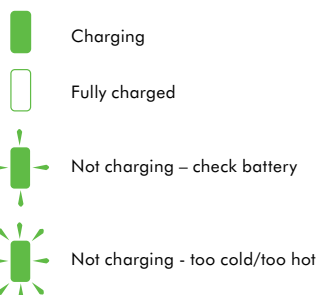 Charging
Fully charged
Not charging – check battery
Not charging - too cold/too hot